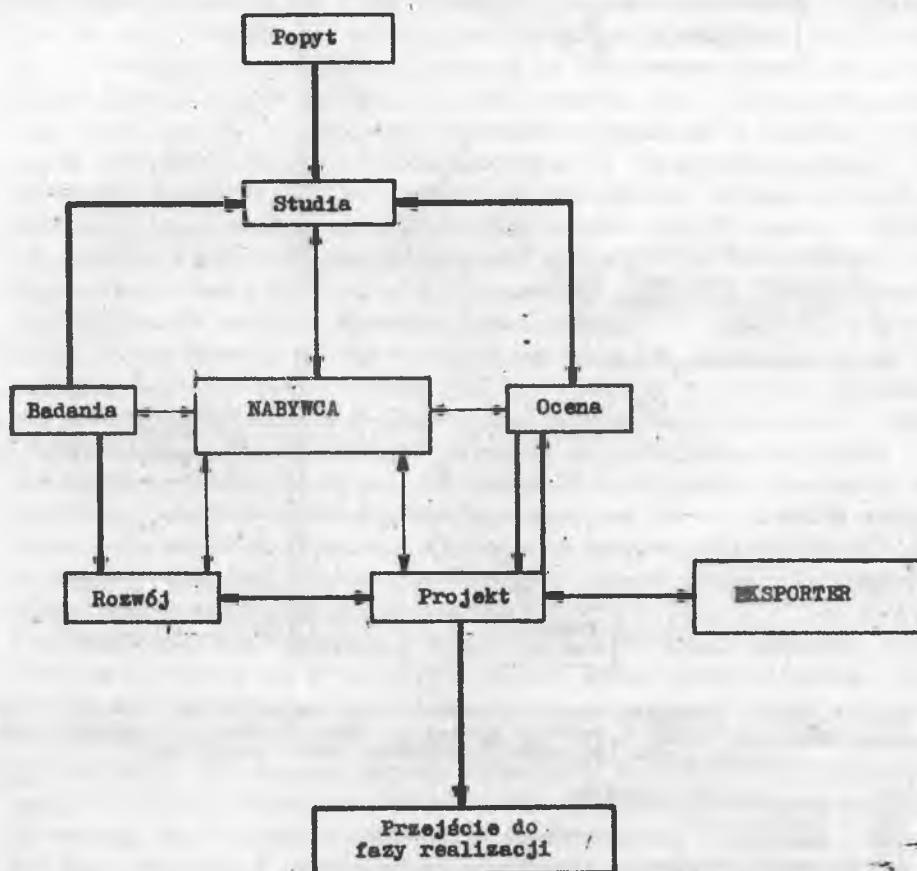 Popyt
Studia
Badania
NABYWCA
Ocena
Rozwój
Projekt
EKSPORTER
Przejście do
fazy realizacji